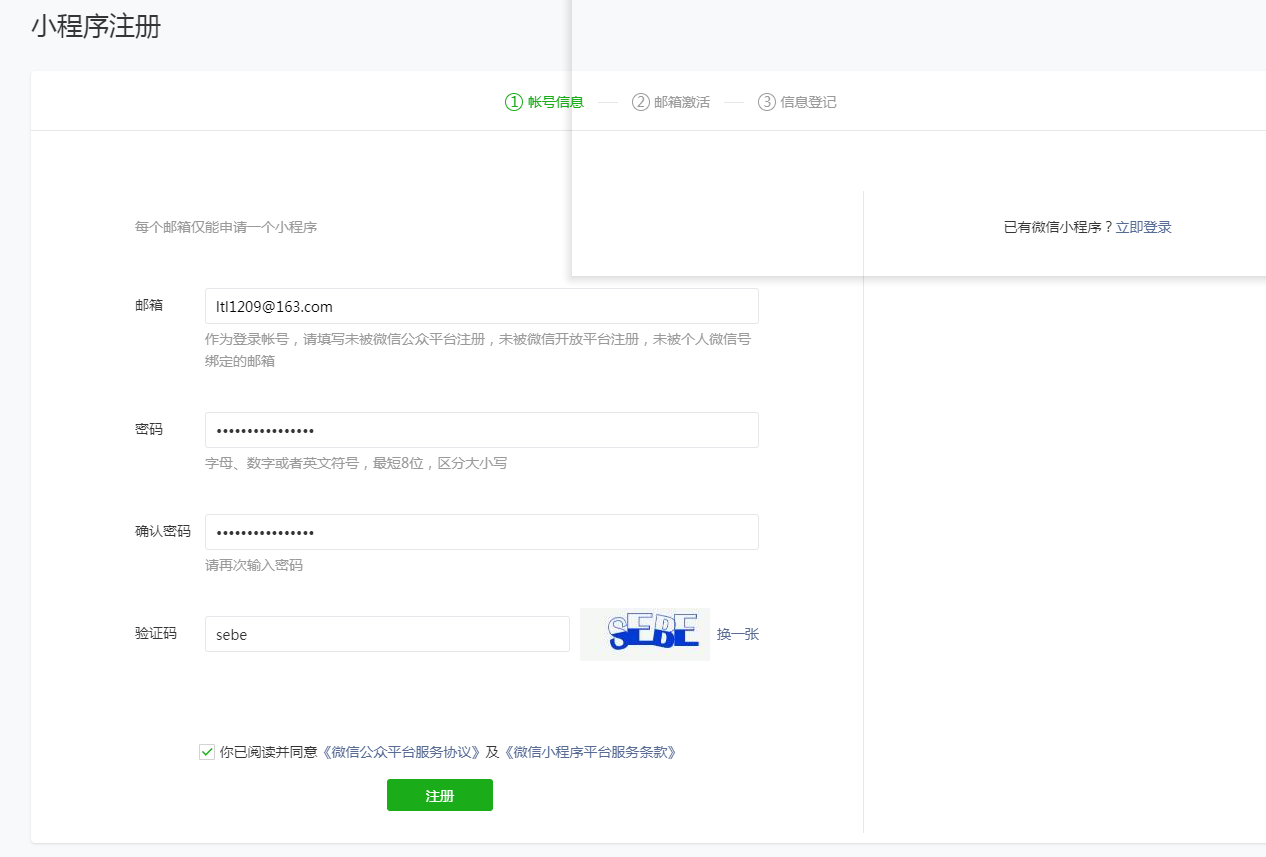 小程序注册
① 帐号信息 ② 邮箱激活 ③ 信息登记
每个邮箱仅能申请一个小程序
已有微信小程序？立即登录
邮箱 ltl1209@163.com
作为登录帐号，请填写未被微信公众平台注册，未被微信开放平台注册，未被个人微信号
绑定的邮箱
密码 ••••••••••••••••
字母、数字或者英文符号，最短8位，区分大小写
确认密码 ••••••••••••••••
请再次输入密码
验证码 sebe SEBE 换一张
你已阅读并同意《微信公众平台服务协议》及《微信小程序平台服务条款》
注册